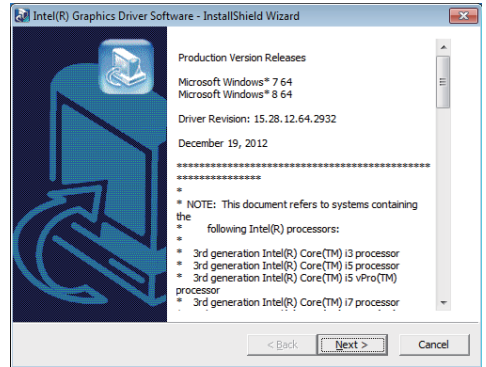 Intel(R) Graphics Driver Software - InstallShield Wizard
Production Version Releases
Microsoft Windows* 7 64
Microsoft Windows* 8 64
Driver Revision: 15.28.12.64.2932
December 19, 2012
*********************************************
***************
*
* NOTE: This document refers to systems containing
the
* following Intel(R) processors:
*
* 3rd generation Intel(R) Core(TM) i3 processor
* 3rd generation Intel(R) Core(TM) i5 processor
* 3rd generation Intel(R) Core(TM) i5 vPro(TM)
processor
* 3rd generation Intel(R) Core(TM) i7 processor
< Back
Next >
Cancel